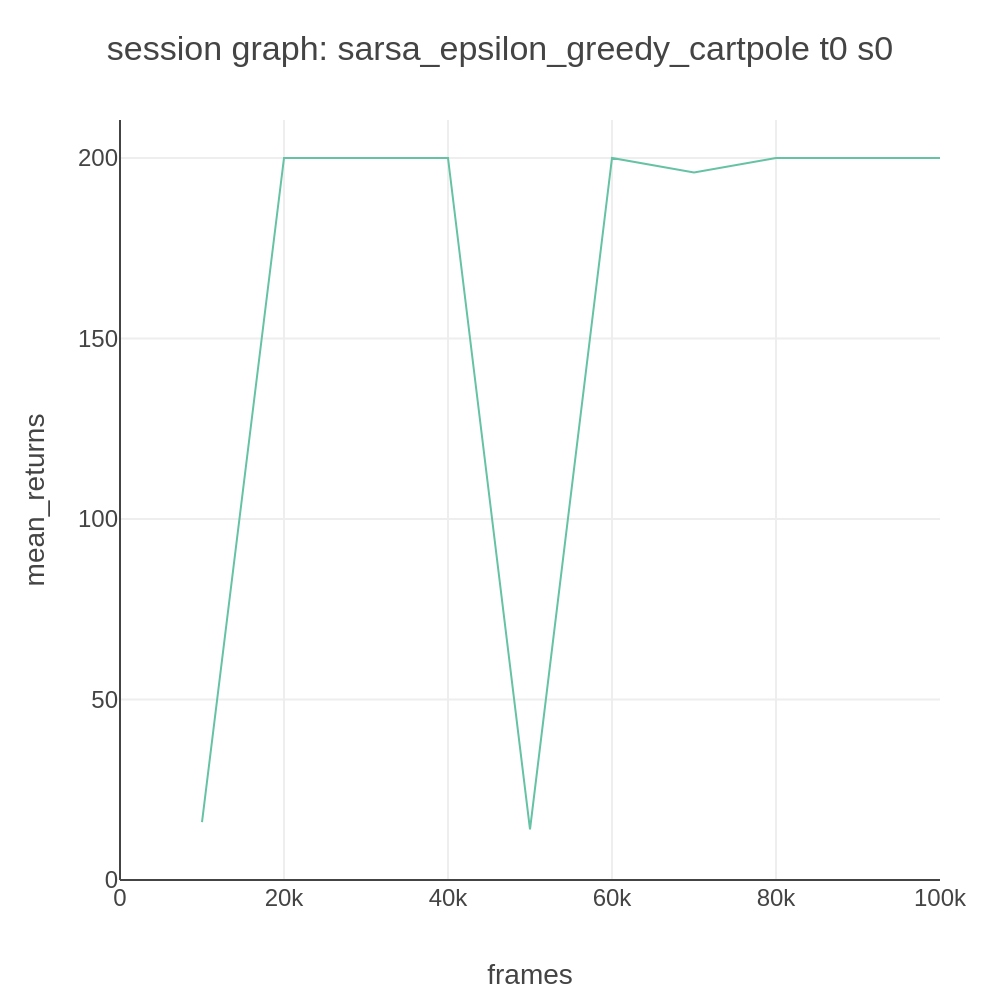 session graph: sarsa_epsilon_greedy_cartpole t0 s0
mean_returns
200
150
100
50
0
0 20k 40k 60k 80k 100k
frames